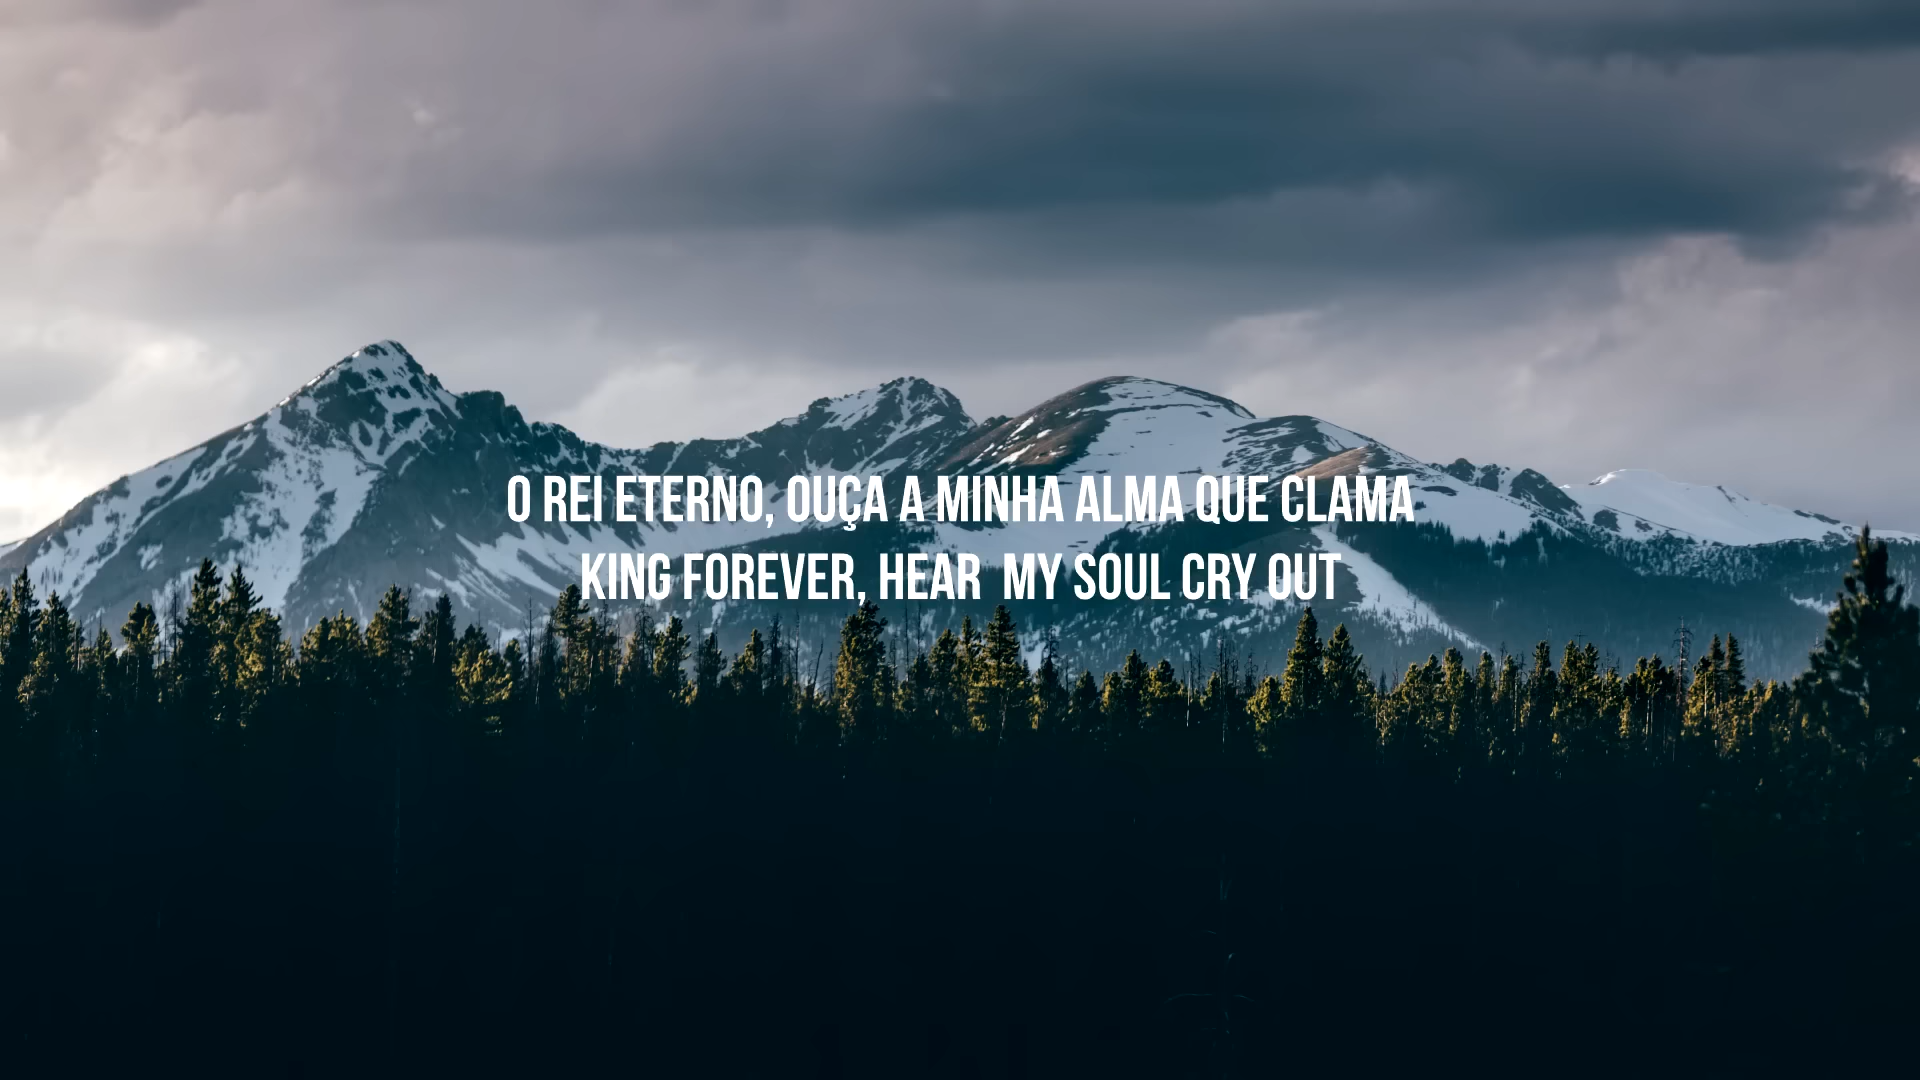 O REI ETERNO, OUÇA A MINHA ALMA QUE CLAMA
KING FOREVER, HEAR  MY SOUL CRY OUT